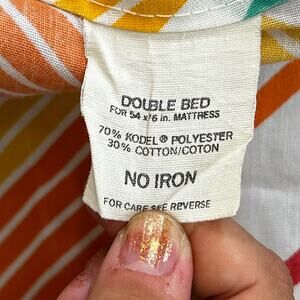 DOUBLE BED
FOR 54 x 76 in. MATTRESS
70% KODEL® POLYESTER
30% COTTON/COTON
NO IRON
FOR CARE SEE REVERSE